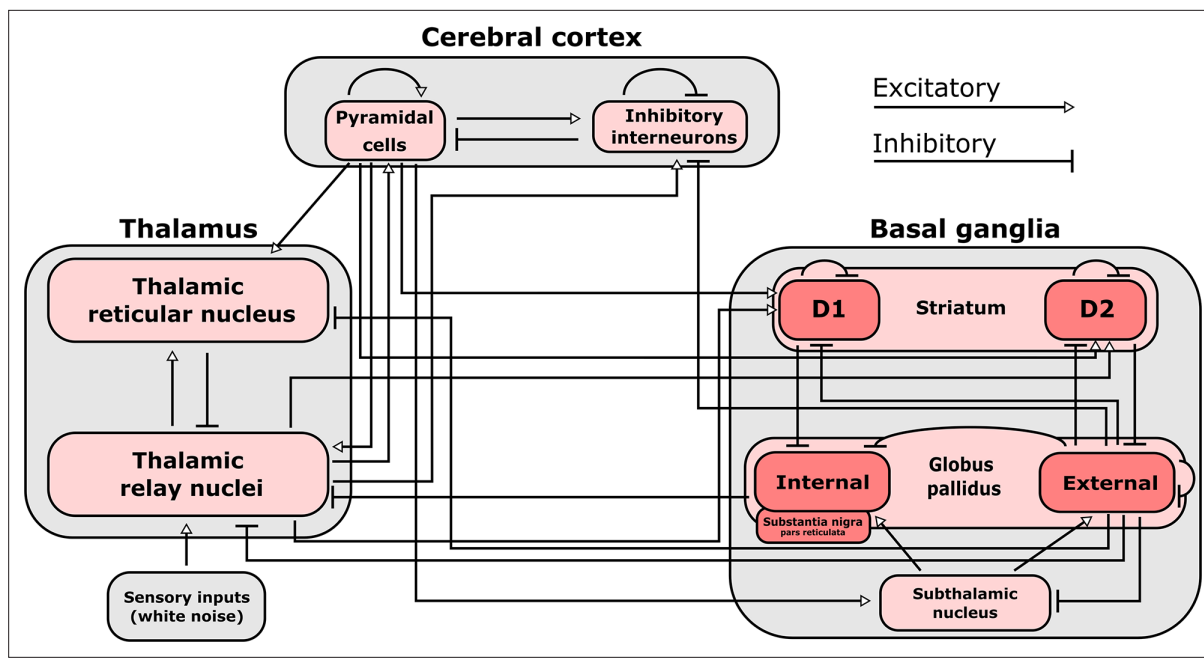 Cerebral cortex
Pyramidal
cells
Inhibitory
interneurons
Excitatory
Inhibitory
Thalamus
Thalamic
reticular nucleus
Thalamic
relay nuclei
Sensory inputs
(white noise)
Basal ganglia
D1
Striatum
D2
Internal
Globus
pallidus
External
Substantia nigra
pars reticulata
Subthalamic
nucleus